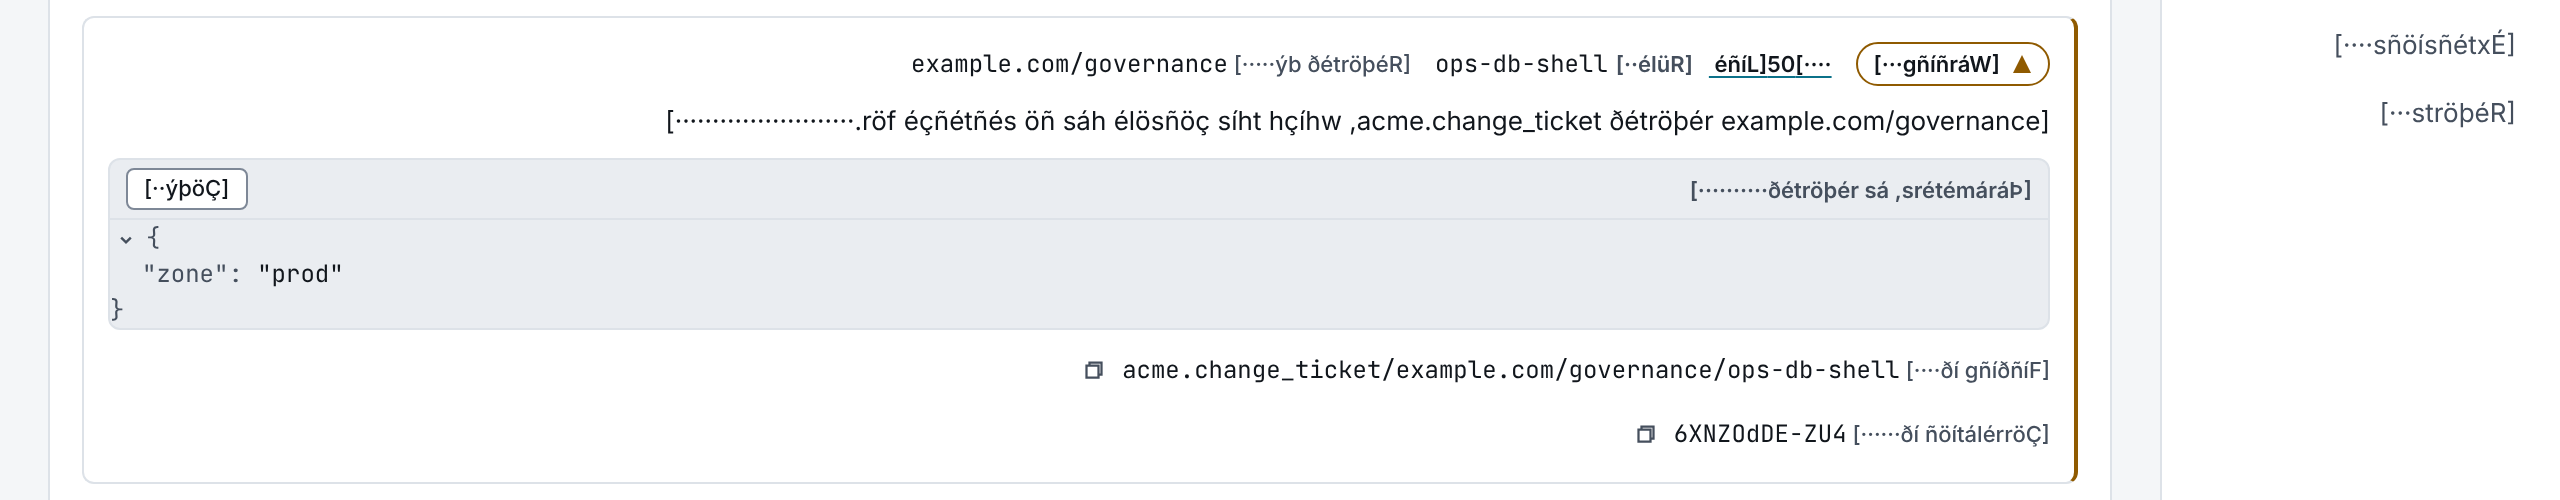 example.com/governance [·····ýb ðétröþéR] ops-db-shell [··élüR] éñíL]50[···· [···gñíñráW]
[························.röf éçñétñés öñ sáh élösñöç síht hçíhw ,acme.change_ticket ðétröþér example.com/governance]
[··ýþöÇ] [··········ðétröþér sá ,srétémáráÞ]
{
"zone": "prod"
}
acme.change_ticket/example.com/governance/ops-db-shell [····ðí gñíðñíF]
6XNZOdDE-ZU4 [······ðí ñöítálérröÇ]
[····sñöísñétxÉ]
[···ströþéR]